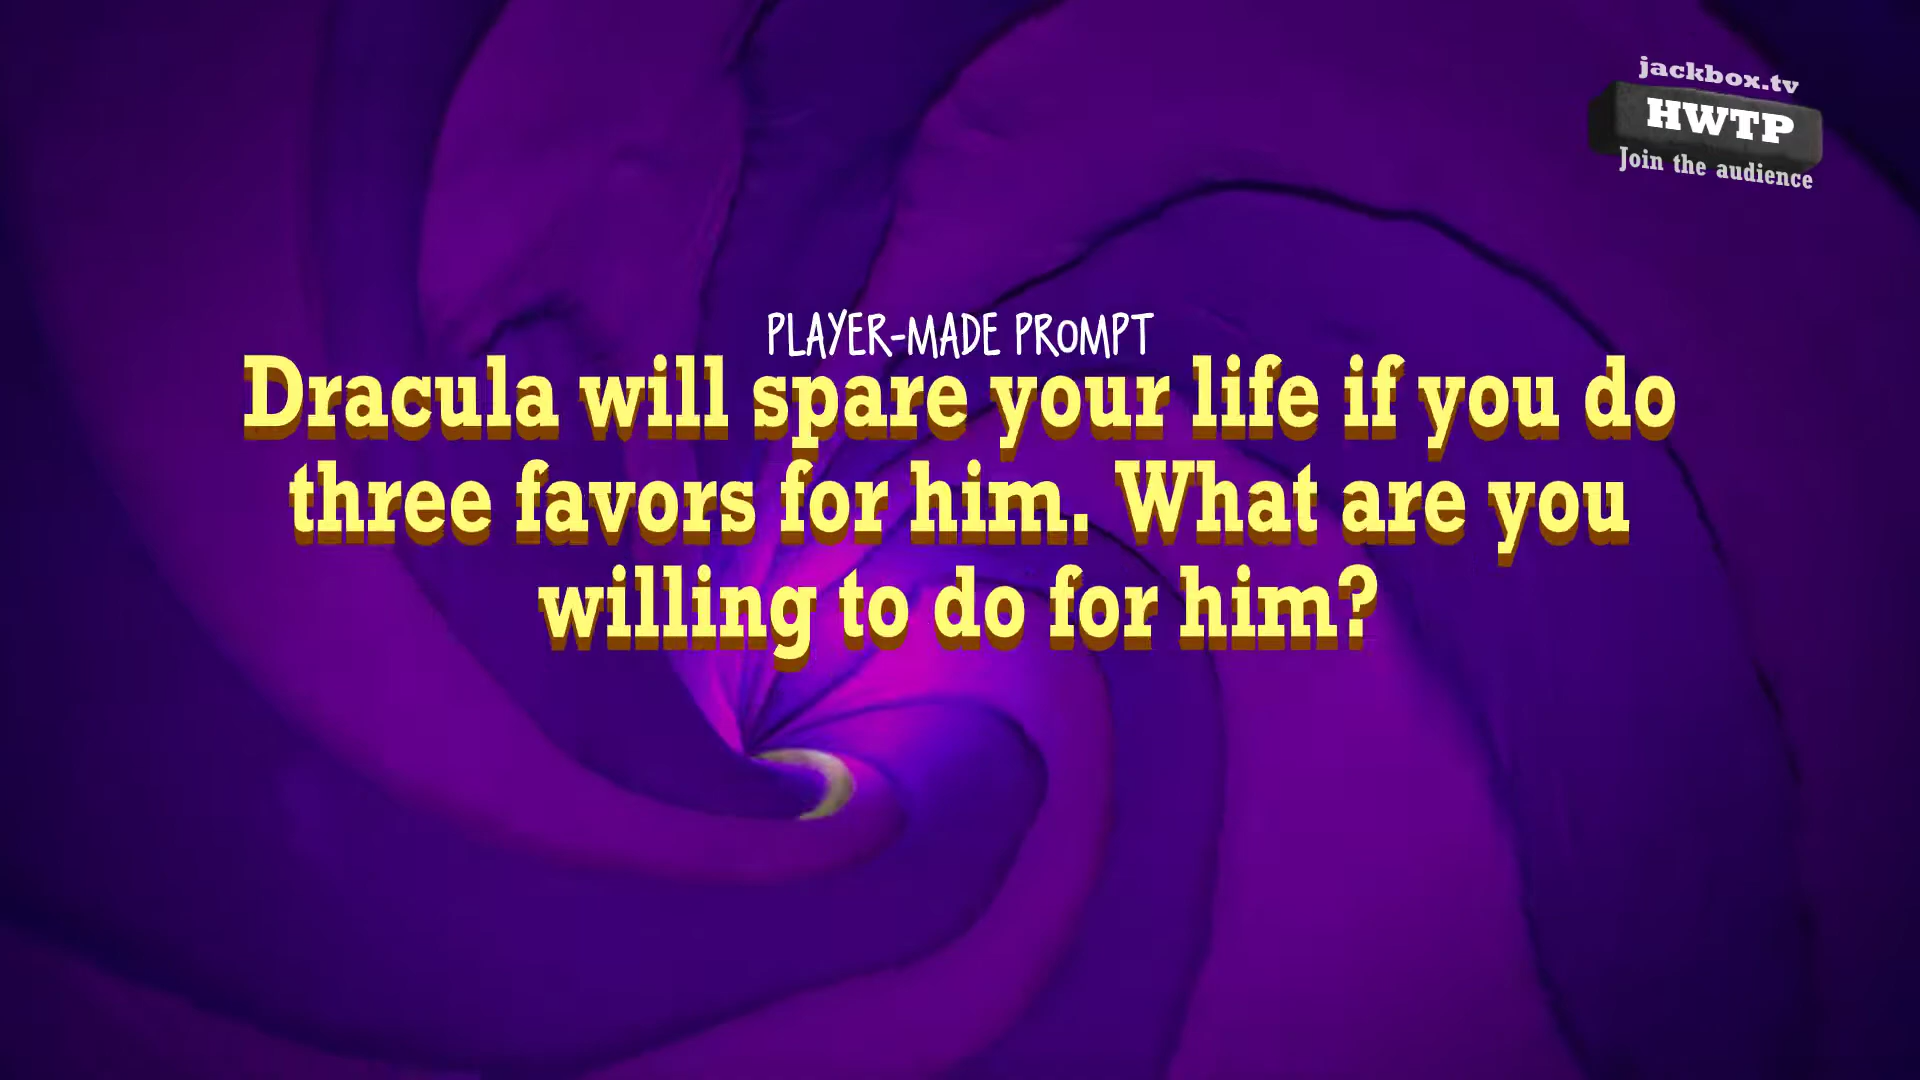 jackbox.tv
HWTP
Join the audience
PLAYER-MADE PROMPT
Dracula will spare your life if you do
three favors for him. What are you
willing to do for him?